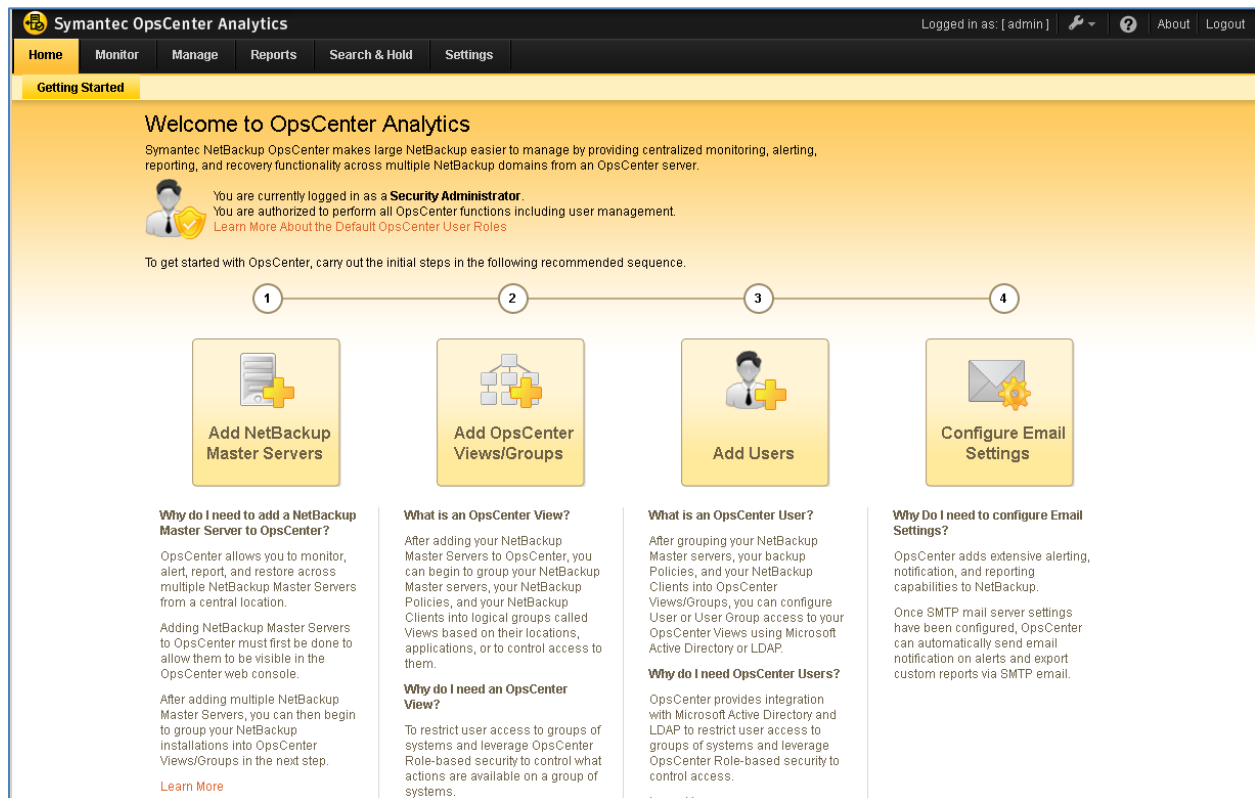 Symantec OpsCenter Analytics
Logged in as: [ admin ]
About
Logout
Home
Monitor
Manage
Reports
Search & Hold
Settings
Getting Started
Welcome to OpsCenter Analytics
Symantec NetBackup OpsCenter makes large NetBackup easier to manage by providing centralized monitoring, alerting,
reporting, and recovery functionality across multiple NetBackup domains from an OpsCenter server.
You are currently logged in as a Security Administrator.
You are authorized to perform all OpsCenter functions including user management.
Learn More About the Default OpsCenter User Roles
To get started with OpsCenter, carry out the initial steps in the following recommended sequence.
1
2
3
4
Add NetBackup
Master Servers
Add OpsCenter
Views/Groups
Add Users
Configure Email
Settings
Why do I need to add a NetBackup
Master Server to OpsCenter?
OpsCenter allows you to monitor,
alert, report, and restore across
multiple NetBackup Master Servers
from a central location.
Adding NetBackup Master Servers
to OpsCenter must first be done to
allow them to be visible in the
OpsCenter web console.
After adding multiple NetBackup
Master Servers, you can then begin
to group your NetBackup
installations into OpsCenter
Views/Groups in the next step.
Learn More
What is an OpsCenter View?
After adding your NetBackup
Master Servers to OpsCenter, you
can begin to group your NetBackup
Master servers, your NetBackup
Policies, and your NetBackup
Clients into logical groups called
Views based on their locations,
applications, or to control access to
them.
Why do I need an OpsCenter
View?
To restrict user access to groups of
systems and leverage OpsCenter
Role-based security to control what
actions are available on a group of
systems.
What is an OpsCenter User?
After grouping your NetBackup
Master servers, your backup
Policies, and your NetBackup
Clients into OpsCenter
Views/Groups, you can configure
User or User Group access to your
OpsCenter Views using Microsoft
Active Directory or LDAP.
Why do I need OpsCenter Users?
OpsCenter provides integration
with Microsoft Active Directory and
LDAP to restrict user access to
groups of systems and leverage
OpsCenter Role-based security to
control access.
Why Do I need to configure Email
Settings?
OpsCenter adds extensive alerting,
notification, and reporting
capabilities to NetBackup.
Once SMTP mail server settings
have been configured, OpsCenter
can automatically send email
notification on alerts and export
custom reports via SMTP email.